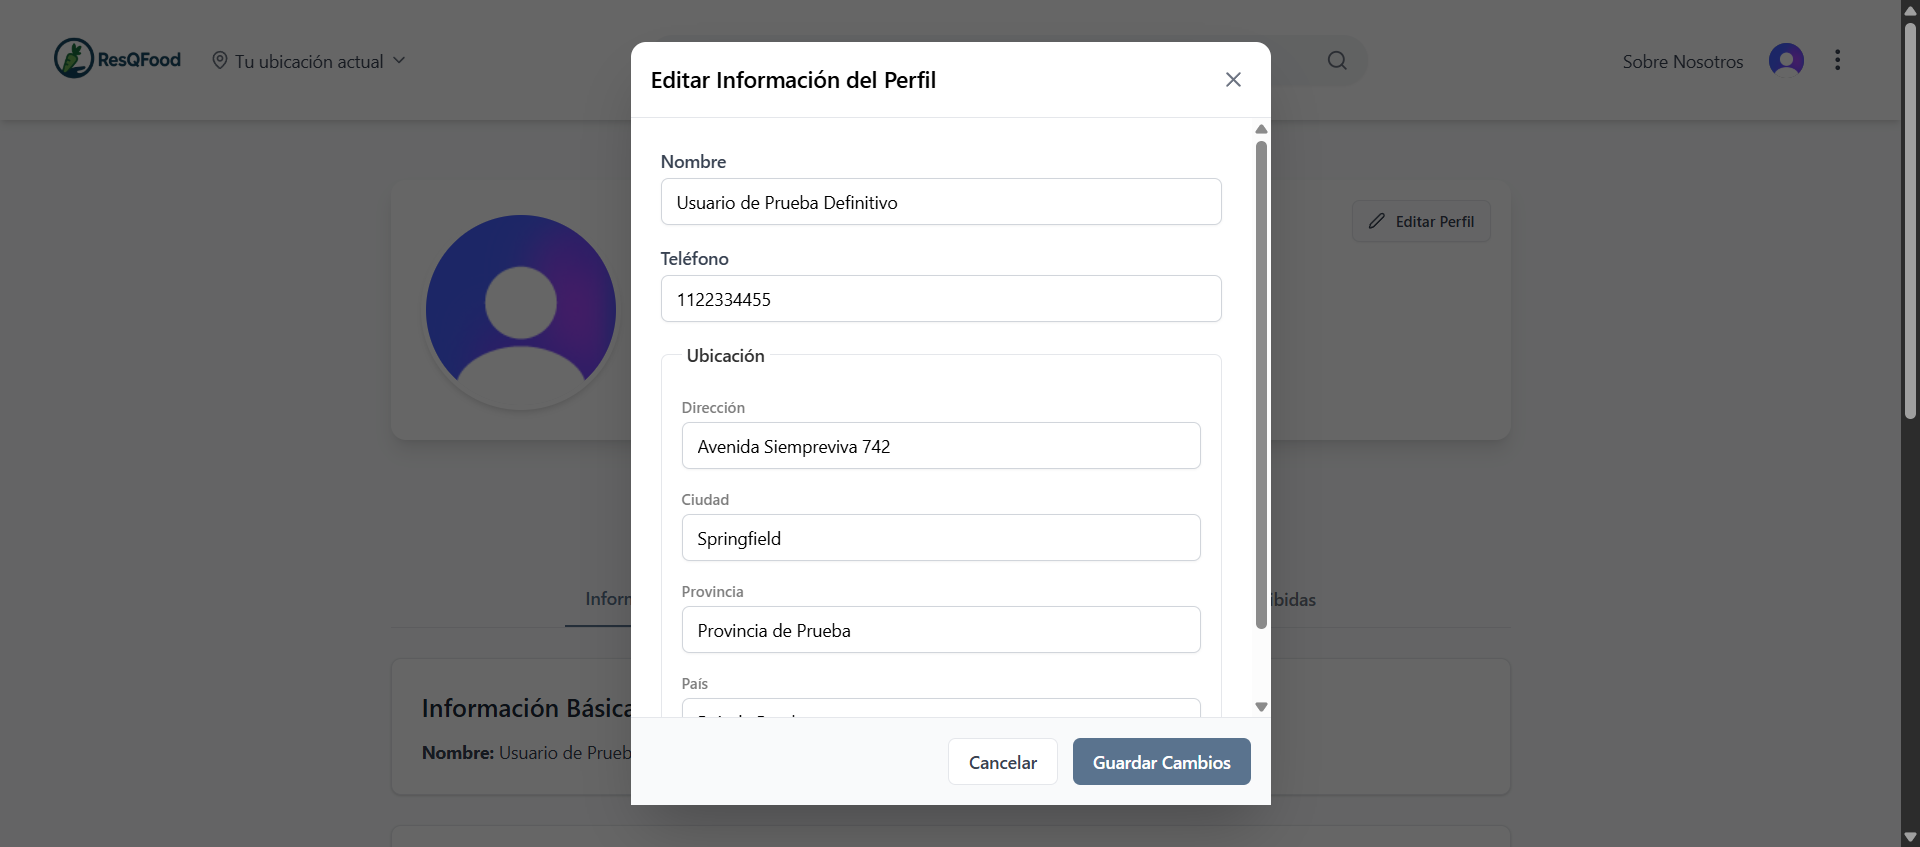 ResQFood
Tu ubicación actual
Sobre Nosotros
Editar Perfil
Editar Información del Perfil
Nombre
Usuario de Prueba Definitivo
Teléfono
1122334455
Ubicación
Dirección
Avenida Siempreviva 742
Ciudad
Springfield
Provincia
Provincia de Prueba
País
Cancelar
Guardar Cambios
Inform
ibidas
Información Básica
Nombre: Usuario de Prueb